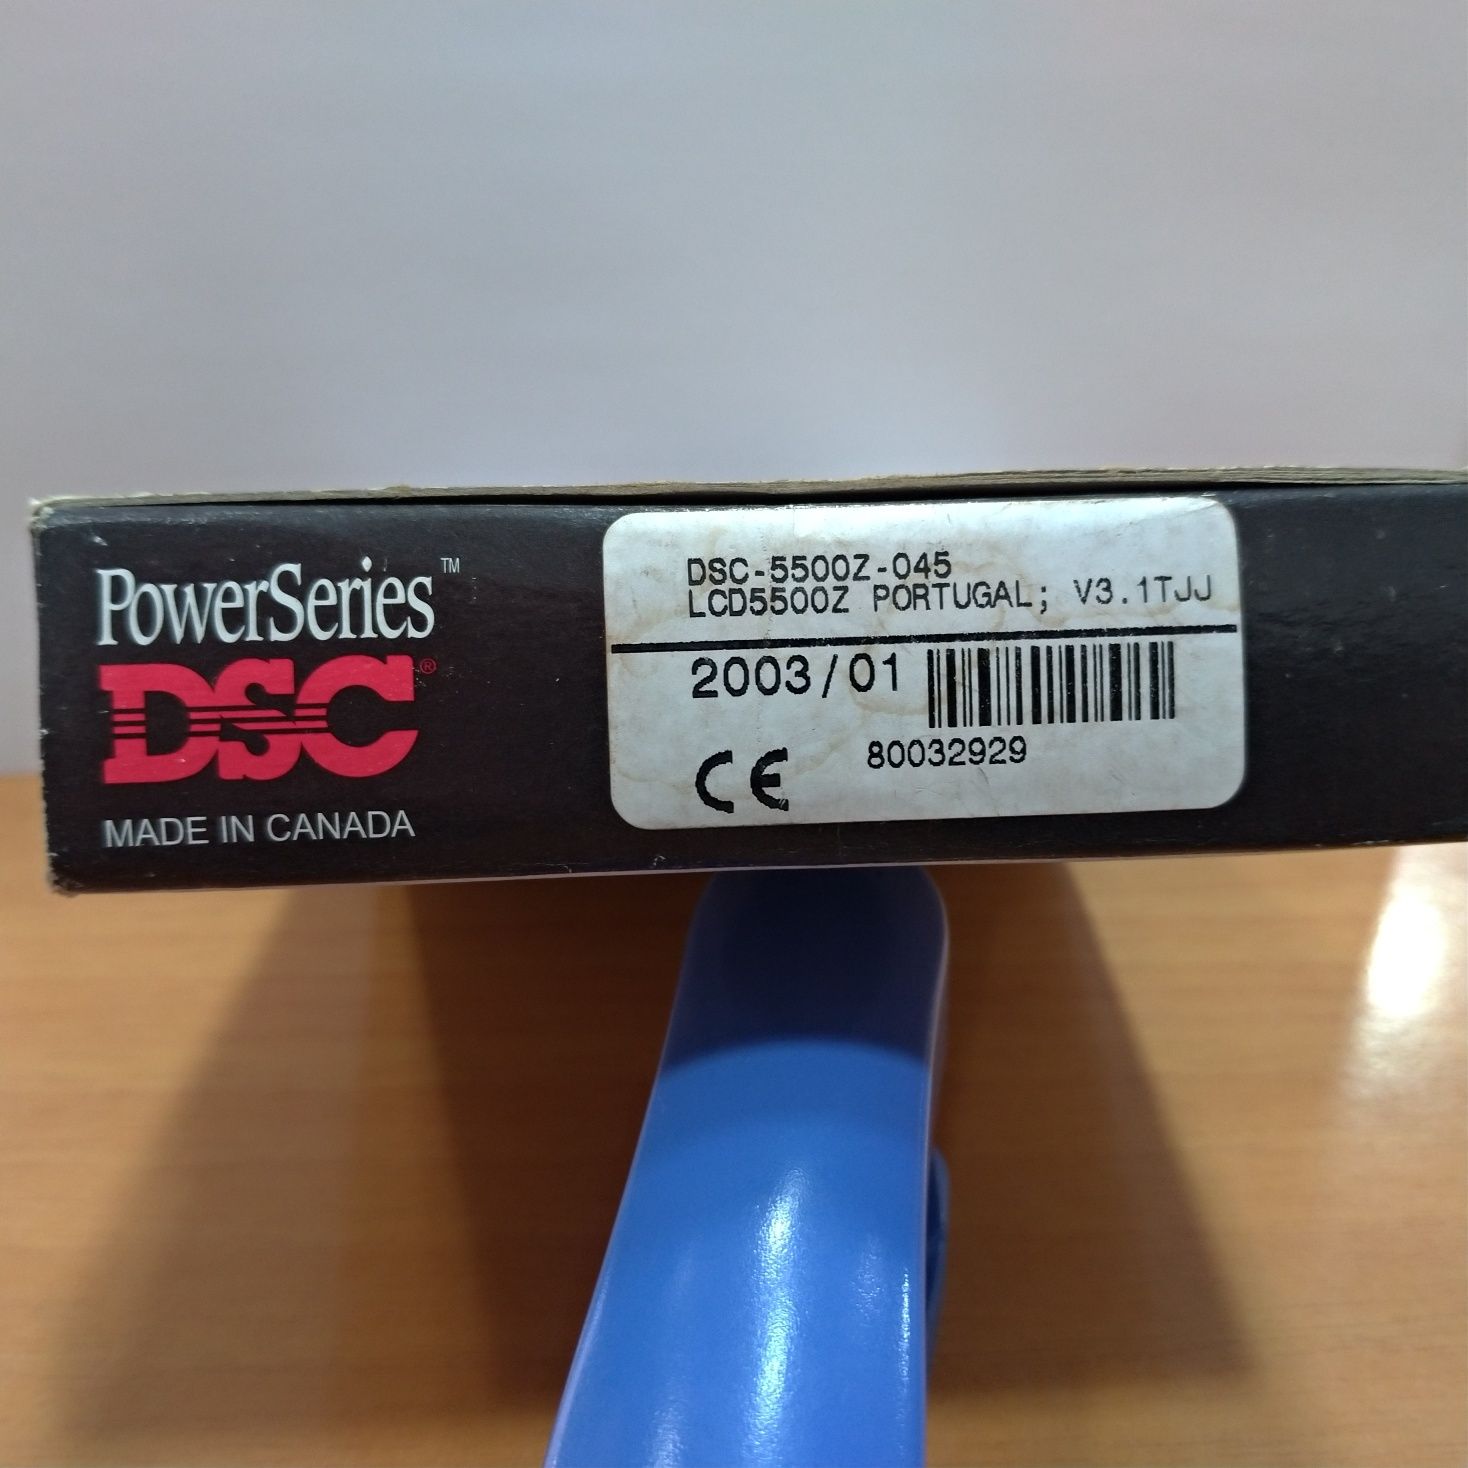 PowerSeries™
DSC®
MADE IN CANADA
DSC-5500Z-045
LCD5500Z PORTUGAL; V3.1TJJ
2003/01
80032929
CE